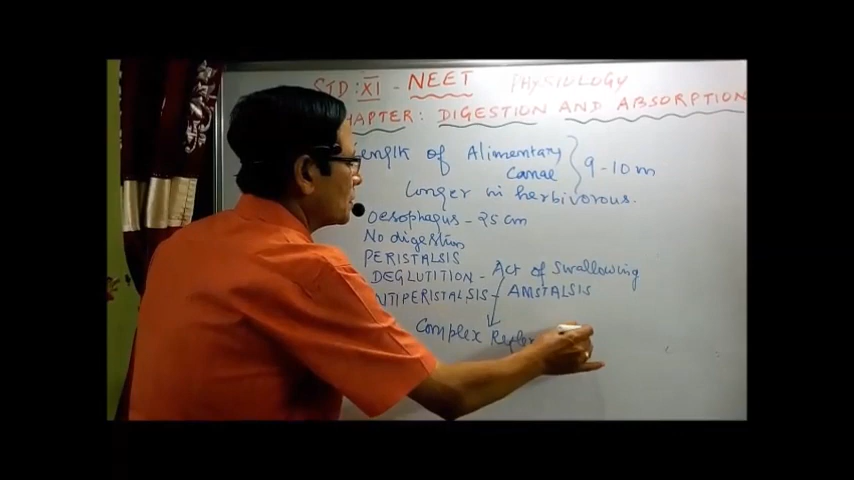 STD: XI - NEET PHYSIOLOGY
HAPTER: DIGESTION AND ABSORPTION
Length of Alimentary
Canal
9-10 m
longer in herbivorous.
Oesophagus - 25 cm
No digestion
PERISTALSIS
DEGLUTITION - Act of Swallowing
NTIPERISTALSIS - AMSTALSIS
Complex